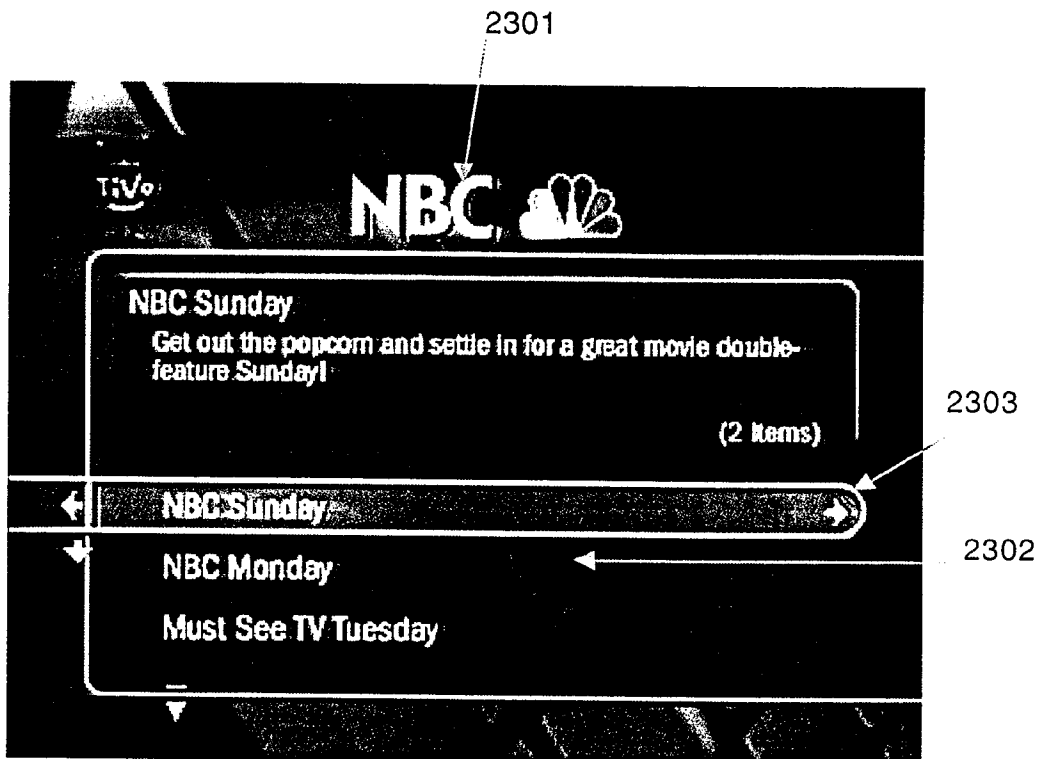 2301
TiVo
NBC
NBC Sunday
Get out the popcorn and settle in for a great movie double-
feature Sunday!
(2 items)
2303
NBC Sunday
2302
NBC Monday
Must See TV Tuesday